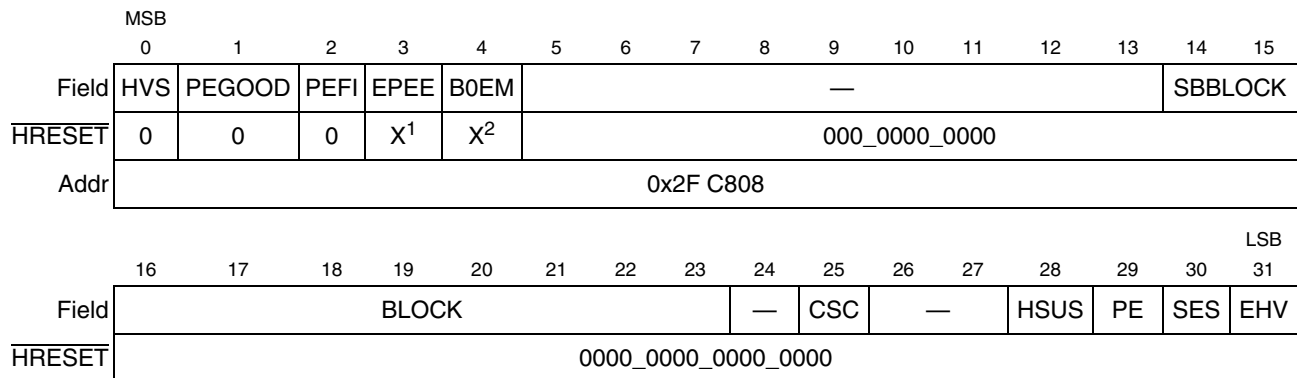 MSB
0 1 2 3 4 5 6 7 8 9 10 11 12 13 14 15
Field HVS PEGOOD PEFI EPEE B0EM — SBBLOCK
HRESET 0 0 0 X1 X2 000_0000_0000
Addr 0x2F C808
LSB
16 17 18 19 20 21 22 23 24 25 26 27 28 29 30 31
Field BLOCK — CSC — HSUS PE SES EHV
HRESET 0000_0000_0000_0000